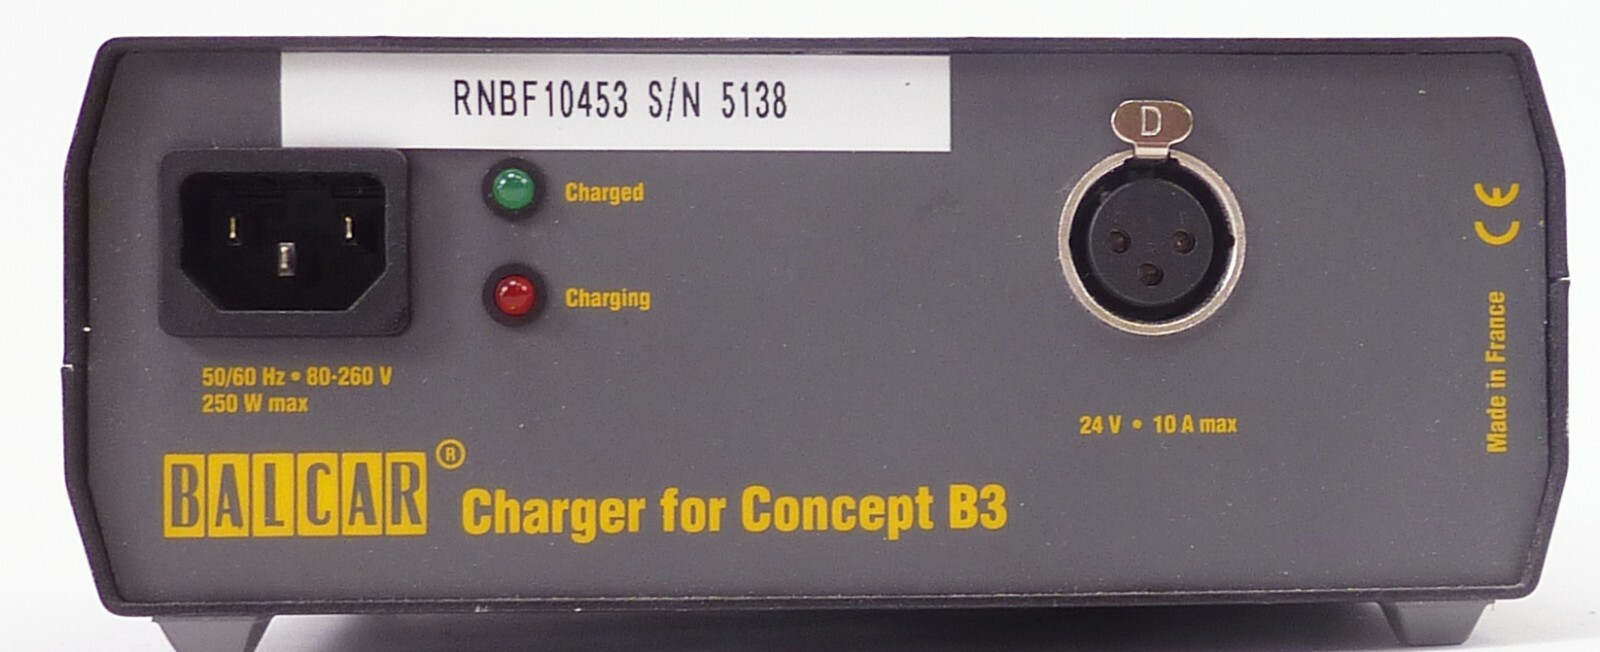 RNBF10453 S/N 5138
D
Charged
Charging
50/60 Hz • 80-260 V
250 W max
24 V • 10 A max
CE
Made in France
BALCAR® Charger for Concept B3